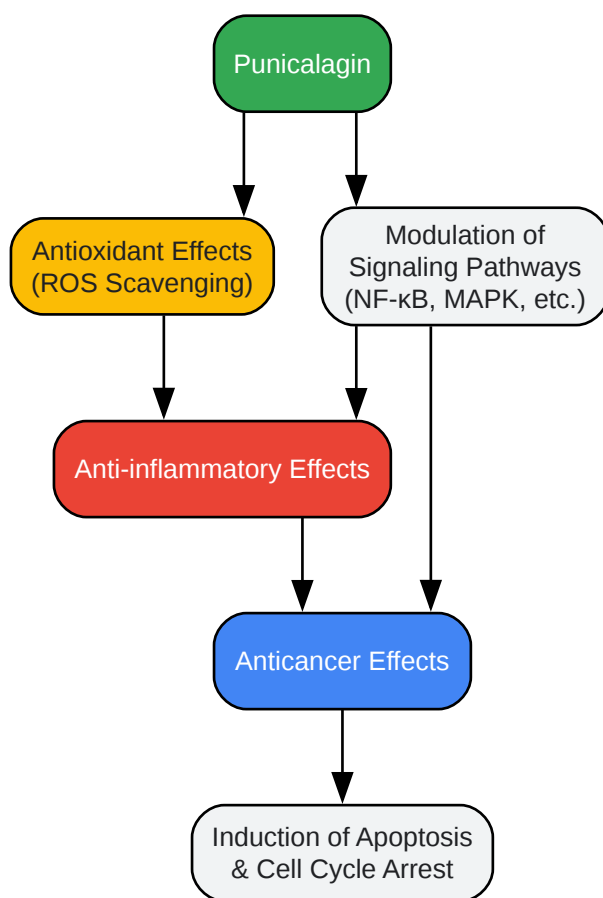 Punicalagin
Antioxidant Effects
(ROS Scavenging)
Modulation of
Signaling Pathways
(NF-κB, MAPK, etc.)
Anti-inflammatory Effects
Anticancer Effects
Induction of Apoptosis
& Cell Cycle Arrest